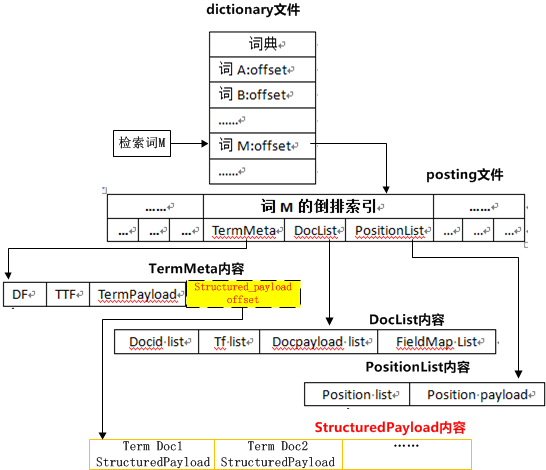 dictionary文件
词典
词 A:offset
词 B:offset
……
检索词M
词 M:offset
……
posting文件
……
词 M 的倒排索引
……
... ... ... TermMeta DocList PositionList ... ... ...
TermMeta内容
DF TTF TermPayload Structured_payload
offset
DocList内容
Docid list Tf list Docpayload list FieldMap List
PositionList内容
Position list Position payload
StructuredPayload内容
Term Doc1 Term Doc2 ……
StructuredPayload StructuredPayload